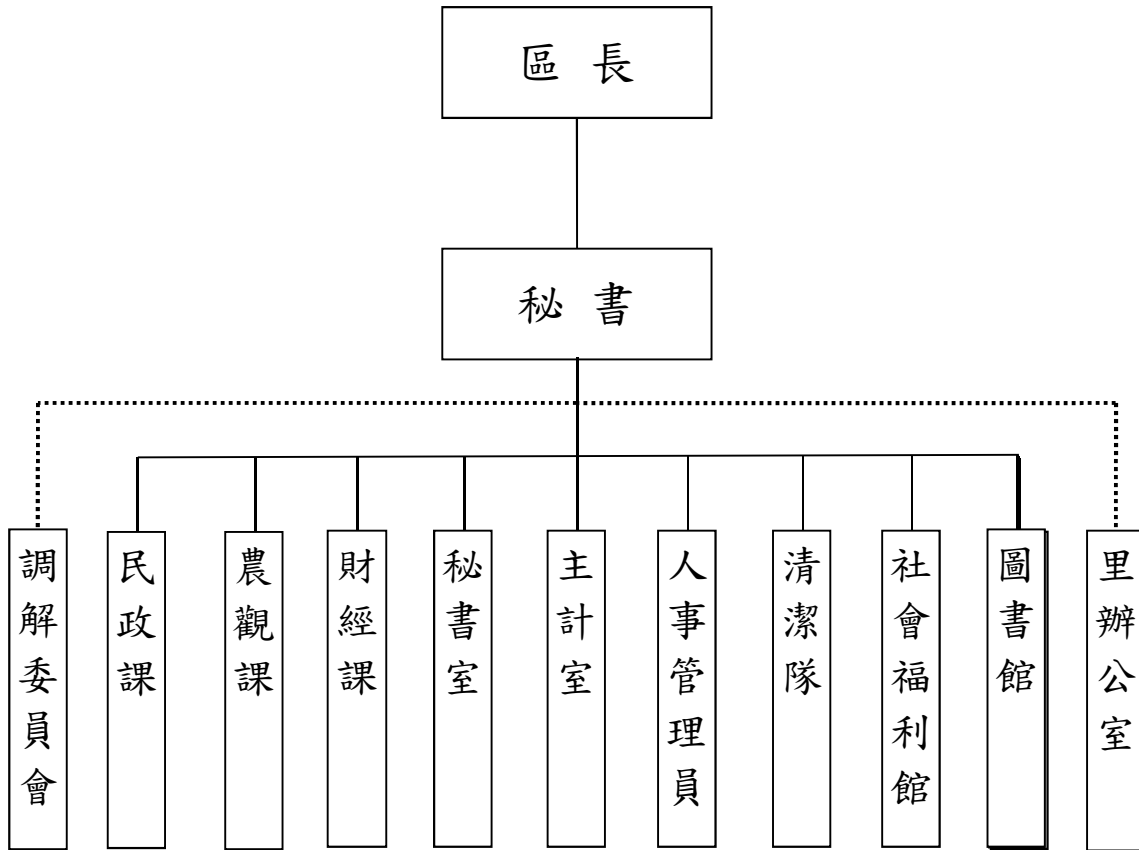 區長
秘書
調解委員會
民政課
農觀課
財經課
秘書室
主計室
人事管理員
清潔隊
社會福利館
圖書館
里辦公室